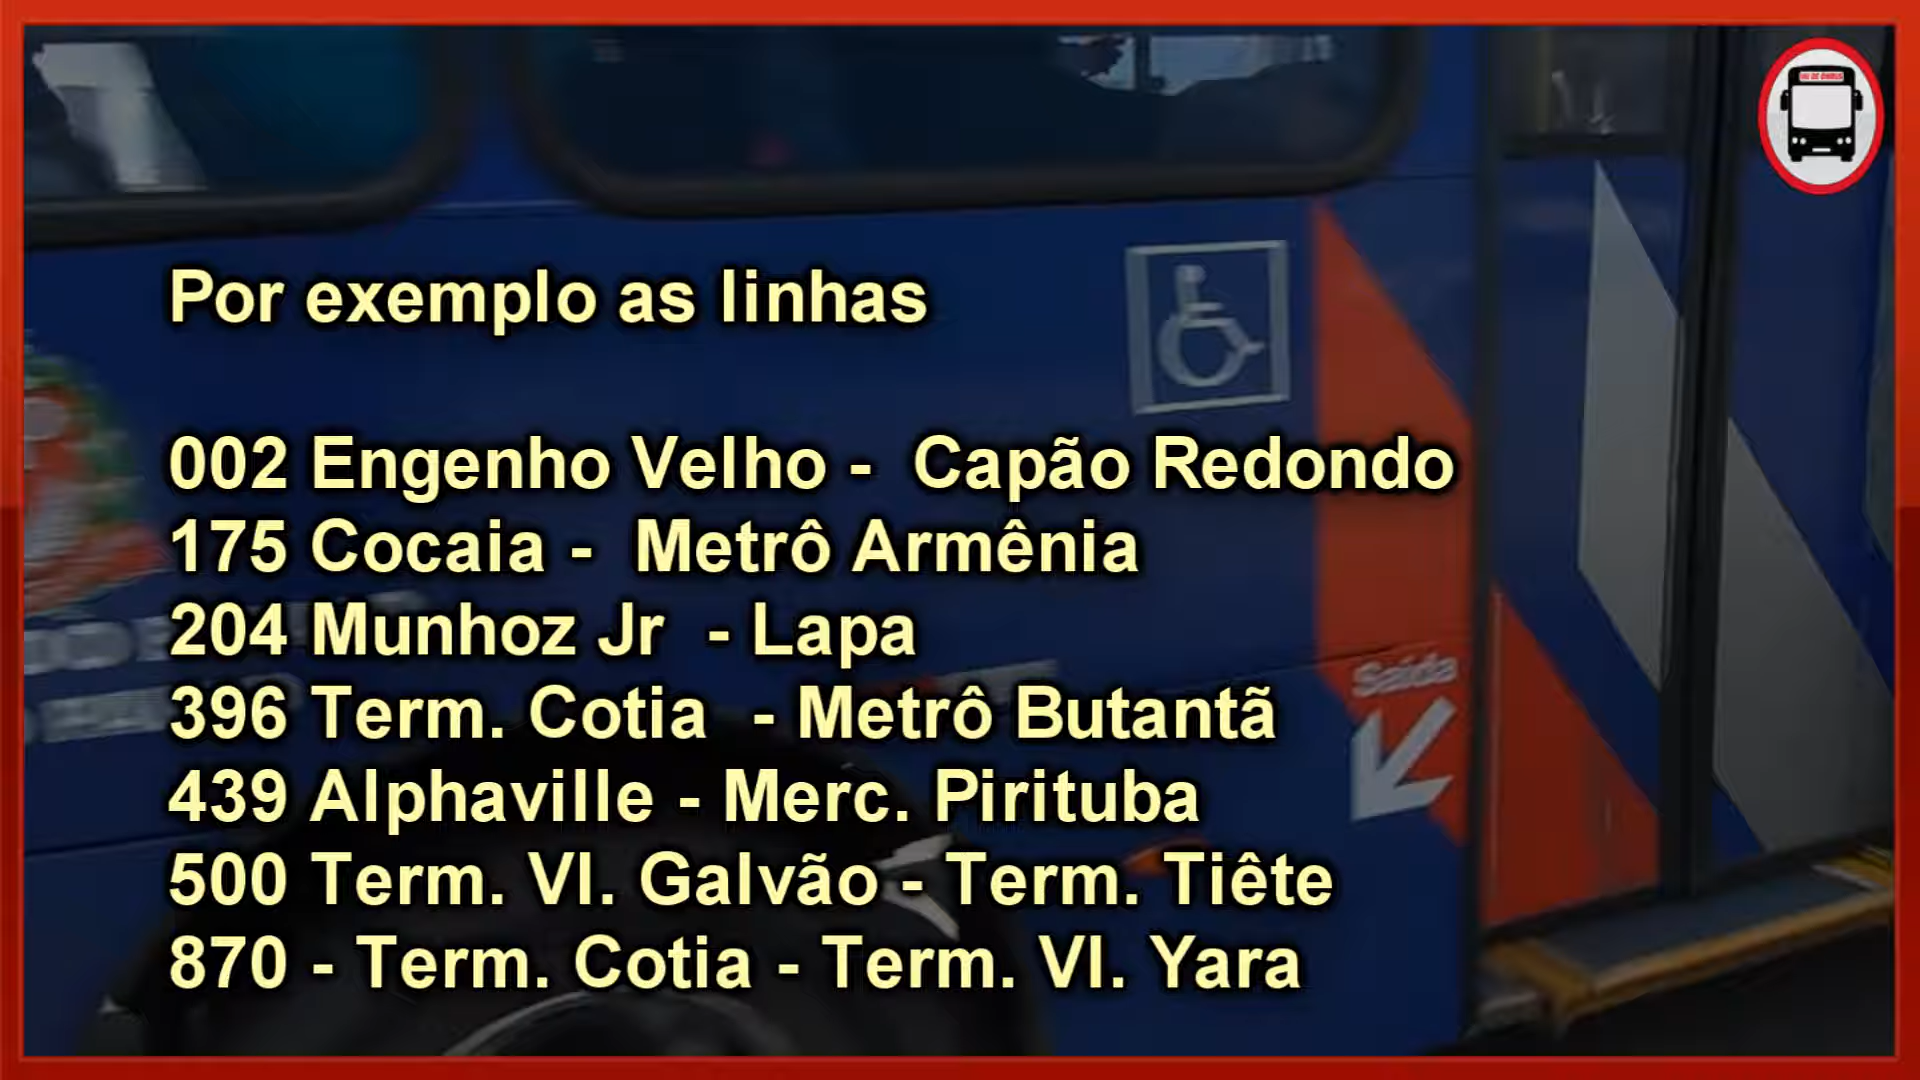 Por exemplo as linhas
002 Engenho Velho - Capão Redondo
175 Cocaia - Metrô Armênia
204 Munhoz Jr - Lapa
396 Term. Cotia - Metrô Butantã
439 Alphaville - Merc. Pirituba
500 Term. Vl. Galvão - Term. Tiête
870 - Term. Cotia - Term. Vl. Yara
Saída